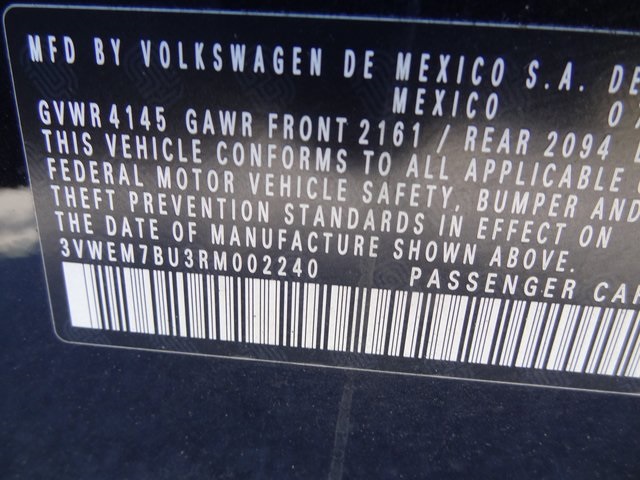 MFD BY VOLKSWAGEN DE MEXICO S.A. DE
MEXICO
GVWR 4145 GAWR FRONT 2161 / REAR 2094
THIS VEHICLE CONFORMS TO ALL APPLICABLE
FEDERAL MOTOR VEHICLE SAFETY, BUMPER AND
THEFT PREVENTION STANDARDS IN EFFECT ON
THE DATE OF MANUFACTURE SHOWN ABOVE.
3VWEM7BU3RM002240 PASSENGER CAR